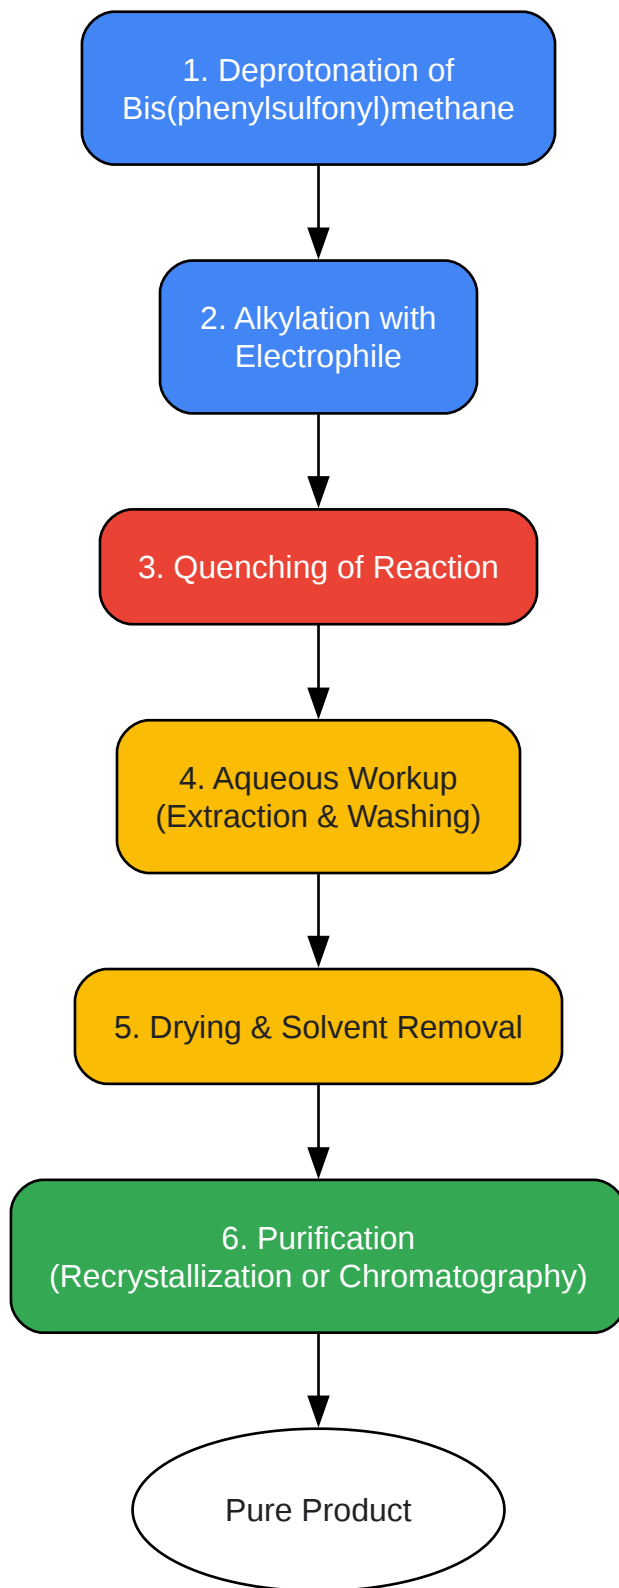 1. Deprotonation of
Bis(phenylsulfonyl)methane
2. Alkylation with
Electrophile
3. Quenching of Reaction
4. Aqueous Workup
(Extraction & Washing)
5. Drying & Solvent Removal
6. Purification
(Recrystallization or Chromatography)
Pure Product